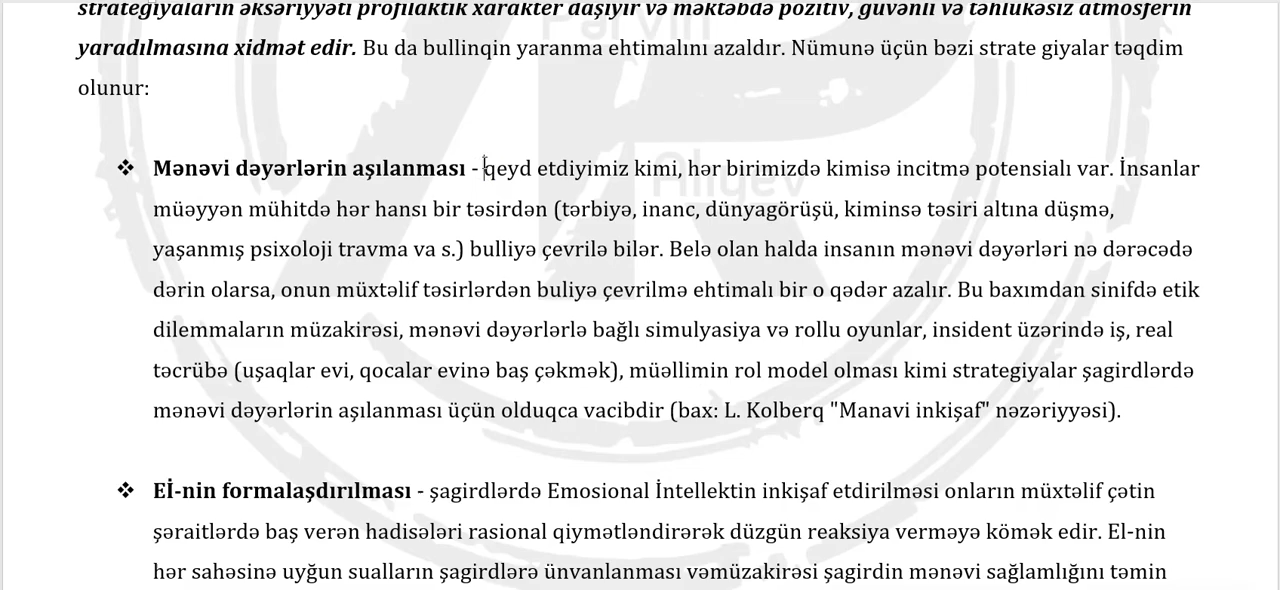 strategiyaların əksəriyyəti profilaktik xarakter daşıyır və məktəbdə pozitiv, güvənli və təhlükəsiz atmosferin
yaradılmasına xidmət edir. Bu da bullinqin yaranma ehtimalını azaldır. Nümunə üçün bəzi strate giyalar təqdim
olunur:
❖ Mənəvi dəyərlərin aşılanması - qeyd etdiyimiz kimi, hər birimizdə kimisə incitmə potensialı var. İnsanlar
müəyyən mühitdə hər hansı bir təsirdən (tərbiyə, inanc, dünyagörüşü, kiminsə təsiri altına düşmə,
yaşanmış psixoloji travma va s.) bulliyə çevrilə bilər. Belə olan halda insanın mənəvi dəyərləri nə dərəcədə
dərin olarsa, onun müxtəlif təsirlərdən buliyə çevrilmə ehtimalı bir o qədər azalır. Bu baxımdan sinifdə etik
dilemmaların müzakirəsi, mənəvi dəyərlərlə bağlı simulyasiya və rollu oyunlar, insident üzərində iş, real
təcrübə (uşaqlar evi, qocalar evinə baş çəkmək), müəllimin rol model olması kimi strategiyalar şagirdlərdə
mənəvi dəyərlərin aşılanması üçün olduqca vacibdir (bax: L. Kolberq "Manavi inkişaf" nəzəriyyəsi).
❖ Eİ-nin formalaşdırılması - şagirdlərdə Emosional İntellektin inkişaf etdirilməsi onların müxtəlif çətin
şəraitlərdə baş verən hadisələri rasional qiymətləndirərək düzgün reaksiya verməyə kömək edir. El-nin
hər sahəsinə uyğun sualların şagirdlərə ünvanlanması vəmüzakirəsi şagirdin mənəvi sağlamlığını təmin
Parvin
Aliyev